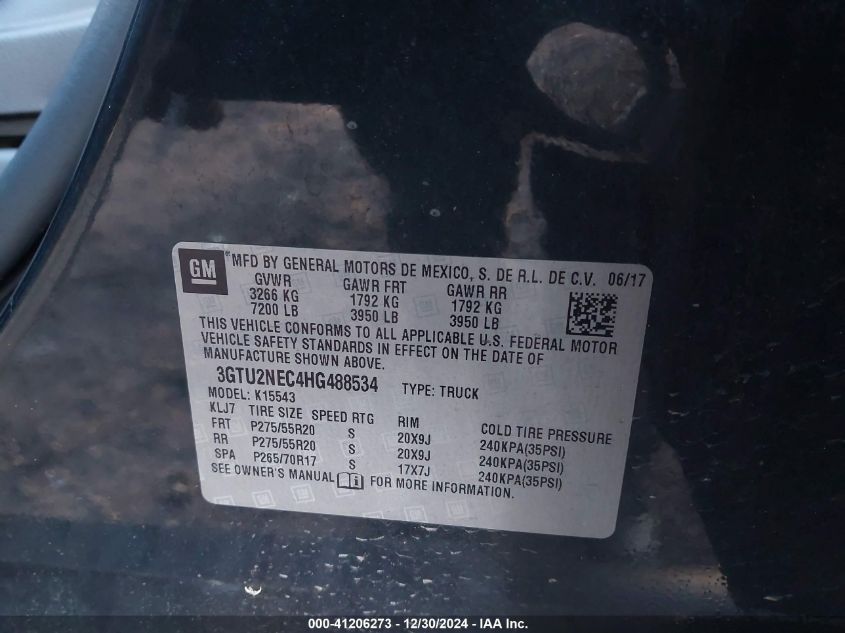 GM
®MFD BY GENERAL MOTORS DE MEXICO, S. DE R.L. DE C.V. 06/17
GVWR GAWR FRT GAWR RR
3266 KG 1792 KG 1792 KG
7200 LB 3950 LB 3950 LB
THIS VEHICLE CONFORMS TO ALL APPLICABLE U.S. FEDERAL MOTOR
VEHICLE SAFETY STANDARDS IN EFFECT ON THE DATE OF
MANUFACTURE SHOWN ABOVE.
3GTU2NEC4HG488534 TYPE: TRUCK
MODEL: K15543
KLJ7 TIRE SIZE SPEED RTG RIM COLD TIRE PRESSURE
FRT P275/55R20 S 20X9J 240KPA(35PSI)
RR P275/55R20 S 20X9J 240KPA(35PSI)
SPA P265/70R17 S 17X7J 240KPA(35PSI)
SEE OWNER'S MANUAL FOR MORE INFORMATION.
000-41206273 - 12/30/2024 - IAA Inc.